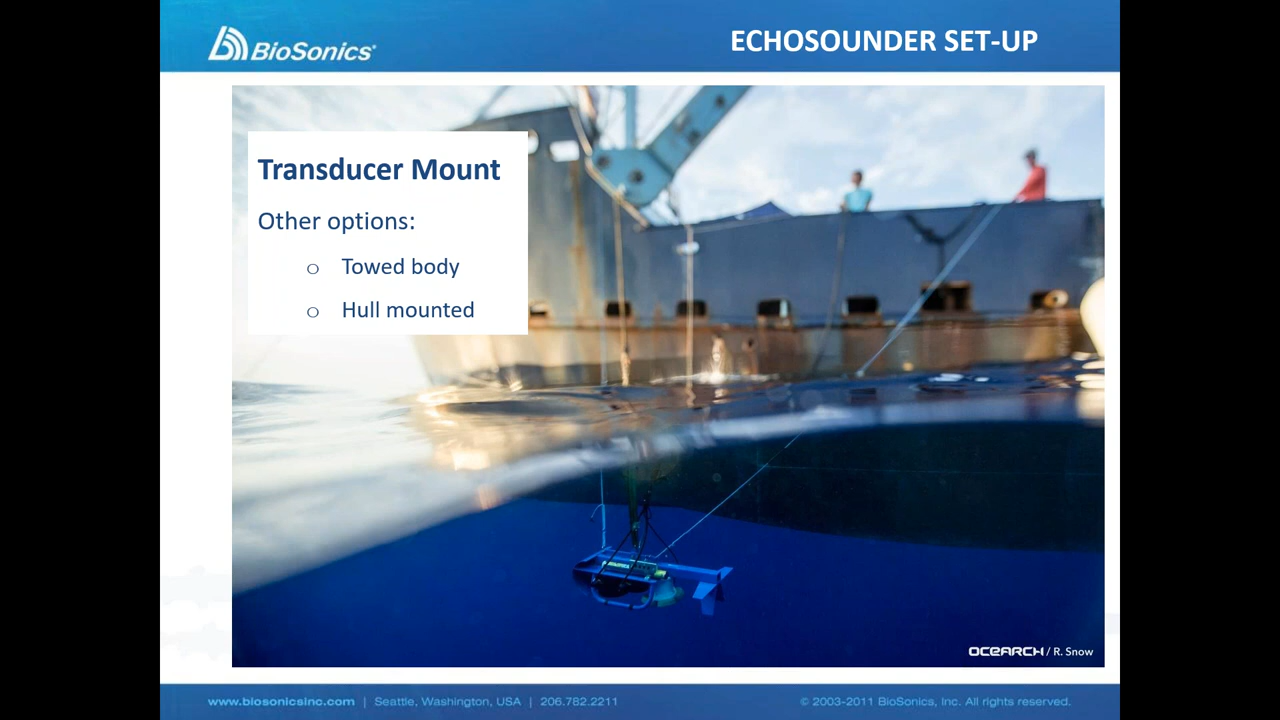 BioSonics
ECHOSOUNDER SET-UP
Transducer Mount
Other options:
o Towed body
o Hull mounted
OCEARCH / R. Snow
www.biosonicsinc.com | Seattle, Washington, USA | 206.782.2211
© 2003-2011 BioSonics, Inc. All rights reserved.